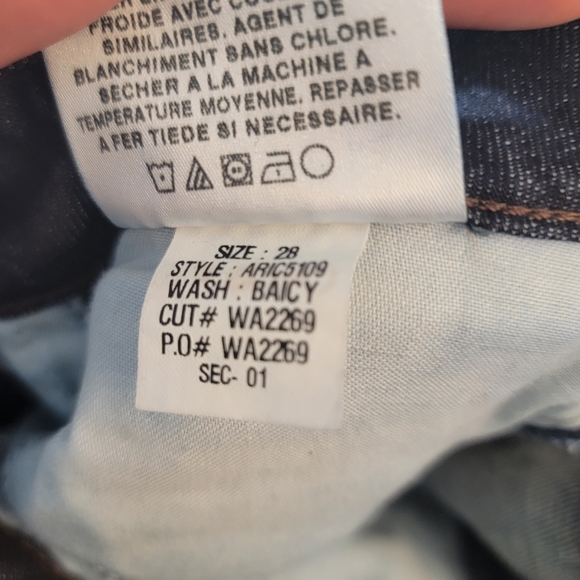 FROIDE AVEC
SIMILAIRES. AGENT DE
BLANCHIMENT SANS CHLORE.
SECHER A LA MACHINE A
TEMPERATURE MOYENNE. REPASSER
A FER TIEDE SI NECESSAIRE.
SIZE : 28
STYLE : ARIC5109
WASH : BAICY
CUT# WA2269
P.O# WA2269
SEC- 01